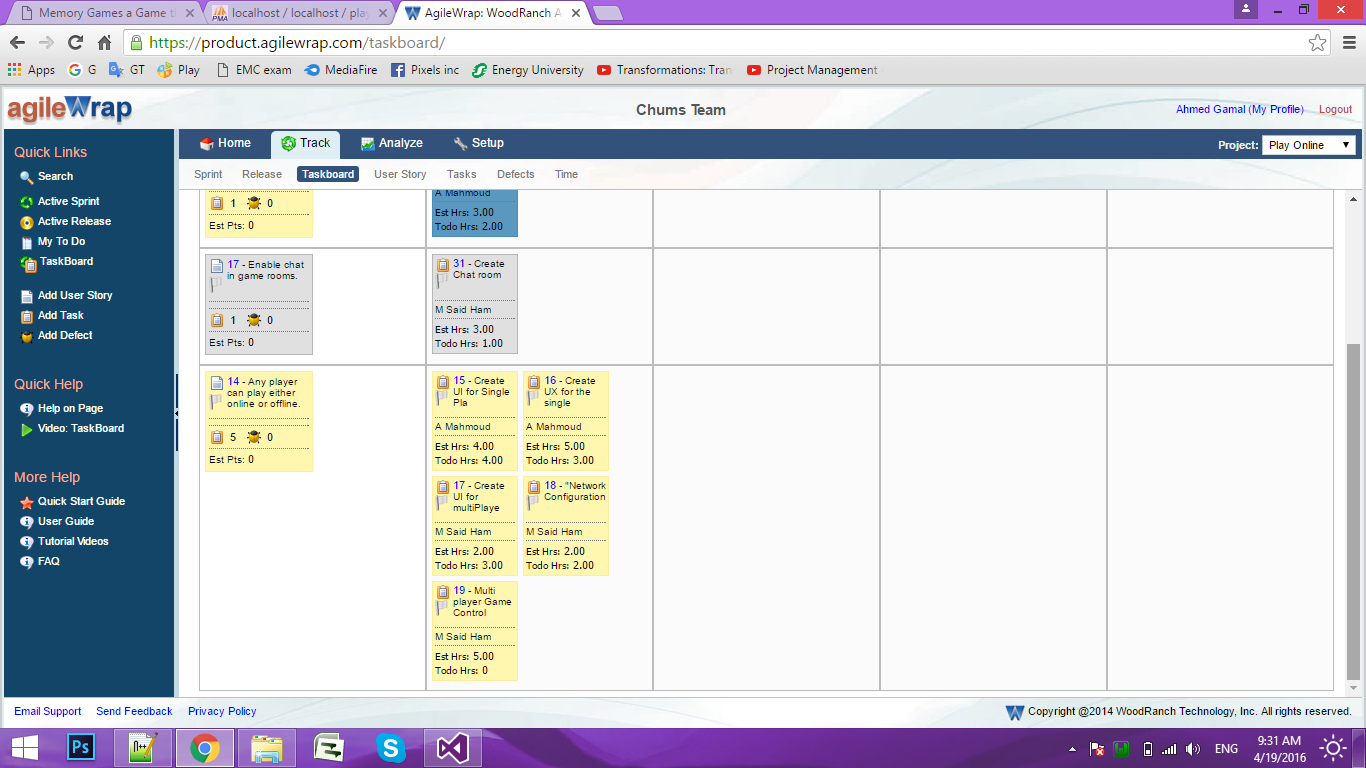 Memory Games a Game t
localhost / localhost / pla
AgileWrap: WoodRanch A
https://product.agilewrap.com/taskboard/
Apps G GT Play EMC exam MediaFire Pixels inc Energy University Transformations: Tran Project Management
agileWrap
Chums Team
Ahmed Gamal (My Profile) Logout
Home Track Analyze Setup
Project: Play Online
Sprint Release Taskboard User Story Tasks Defects Time
Quick Links
Search
Active Sprint
Active Release
My To Do
TaskBoard
Add User Story
Add Task
Add Defect
Quick Help
Help on Page
Video: TaskBoard
More Help
Quick Start Guide
User Guide
Tutorial Videos
FAQ
1 0
Est Pts: 0
A Mahmoud
Est Hrs: 3.00
Todo Hrs: 2.00
17 - Enable chat
in game rooms.
1 0
Est Pts: 0
31 - Create
Chat room
M Said Ham
Est Hrs: 3.00
Todo Hrs: 1.00
14 - Any player
can play either
online or offline.
5 0
Est Pts: 0
15 - Create
UI for Single
Pla
A Mahmoud
Est Hrs: 4.00
Todo Hrs: 4.00
16 - Create
UX for the
single
A Mahmoud
Est Hrs: 5.00
Todo Hrs: 3.00
17 - Create
UI for
multiPlaye
M Said Ham
Est Hrs: 2.00
Todo Hrs: 3.00
18 - "Network
Configuration
M Said Ham
Est Hrs: 2.00
Todo Hrs: 2.00
19 - Multi
player Game
Control
M Said Ham
Est Hrs: 5.00
Todo Hrs: 0
Email Support Send Feedback Privacy Policy
Copyright @2014 WoodRanch Technology, Inc. All rights reserved.
ENG
9:31 AM
4/19/2016